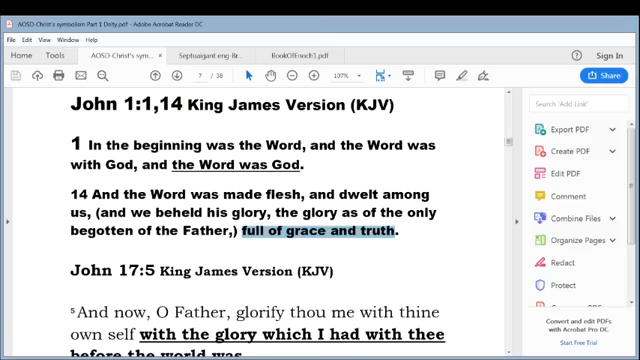 AOSD-Christ's symbolism Part 1 Deity.pdf - Adobe Acrobat Reader DC
File Edit View Window Help
Home Tools AOSD-Christ's sym... × Septuaigant eng-Br... BookOfEnoch1.pdf Sign In
7 / 38 107% Share
John 1:1,14 King James Version (KJV)
1 In the beginning was the Word, and the Word was
with God, and the Word was God.
14 And the Word was made flesh, and dwelt among
us, (and we beheld his glory, the glory as of the only
begotten of the Father,) full of grace and truth.
John 17:5 King James Version (KJV)
5And now, O Father, glorify thou me with thine
own self with the glory which I had with thee
before the world was.
Search 'Add Link'
Export PDF
Create PDF
Edit PDF
Comment
Combine Files
Organize Pages
Redact
Protect
Convert and edit PDFs
with Acrobat Pro DC
Start Free Trial